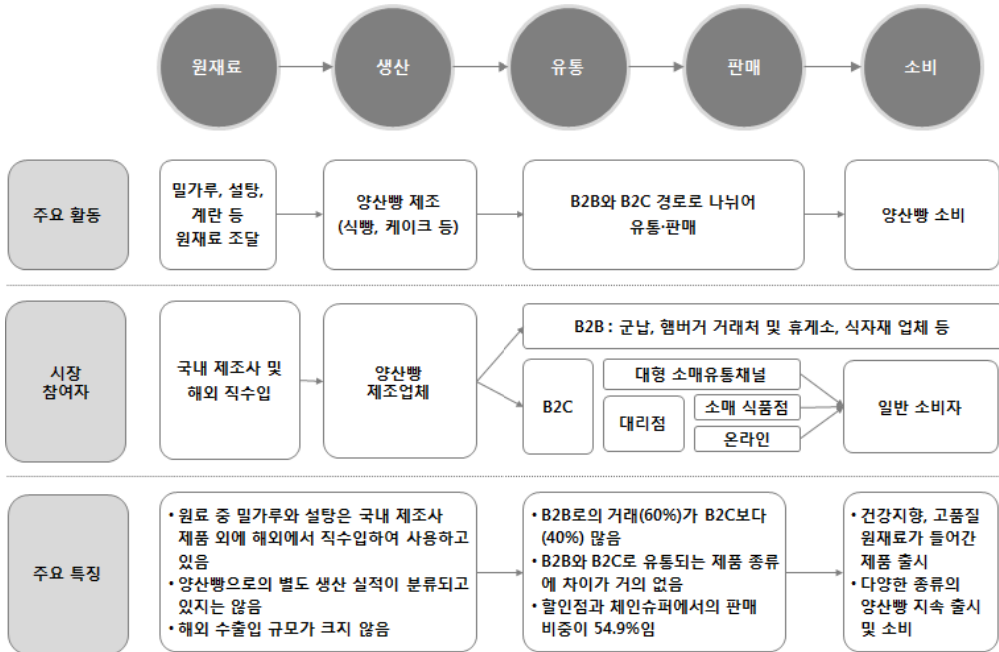 원재료
생산
유통
판매
소비
주요 활동
밀가루, 설탕,
계란 등
원재료 조달
양산빵 제조
(식빵, 케이크 등)
B2B와 B2C 경로로 나뉘어
유통·판매
양산빵 소비
시장
참여자
국내 제조사 및
해외 직수입
양산빵
제조업체
B2B : 군납, 햄버거 거래처 및 휴게소, 식자재 업체 등
B2C
대형 소매유통채널
대리점
소매 식품점
온라인
일반 소비자
주요 특징
• 원료 중 밀가루와 설탕은 국내 제조사
제품 외에 해외에서 직수입하여 사용하고
있음
• 양산빵으로의 별도 생산 실적이 분류되고
있지는 않음
• 해외 수출입 규모가 크지 않음
• B2B로의 거래(60%)가 B2C보다
(40%) 많음
• B2B와 B2C로 유통되는 제품 종류
에 차이가 거의 없음
• 할인점과 체인슈퍼에서의 판매
비중이 54.9%임
• 건강지향, 고품질
원재료가 들어간
제품 출시
• 다양한 종류의
양산빵 지속 출시
및 소비